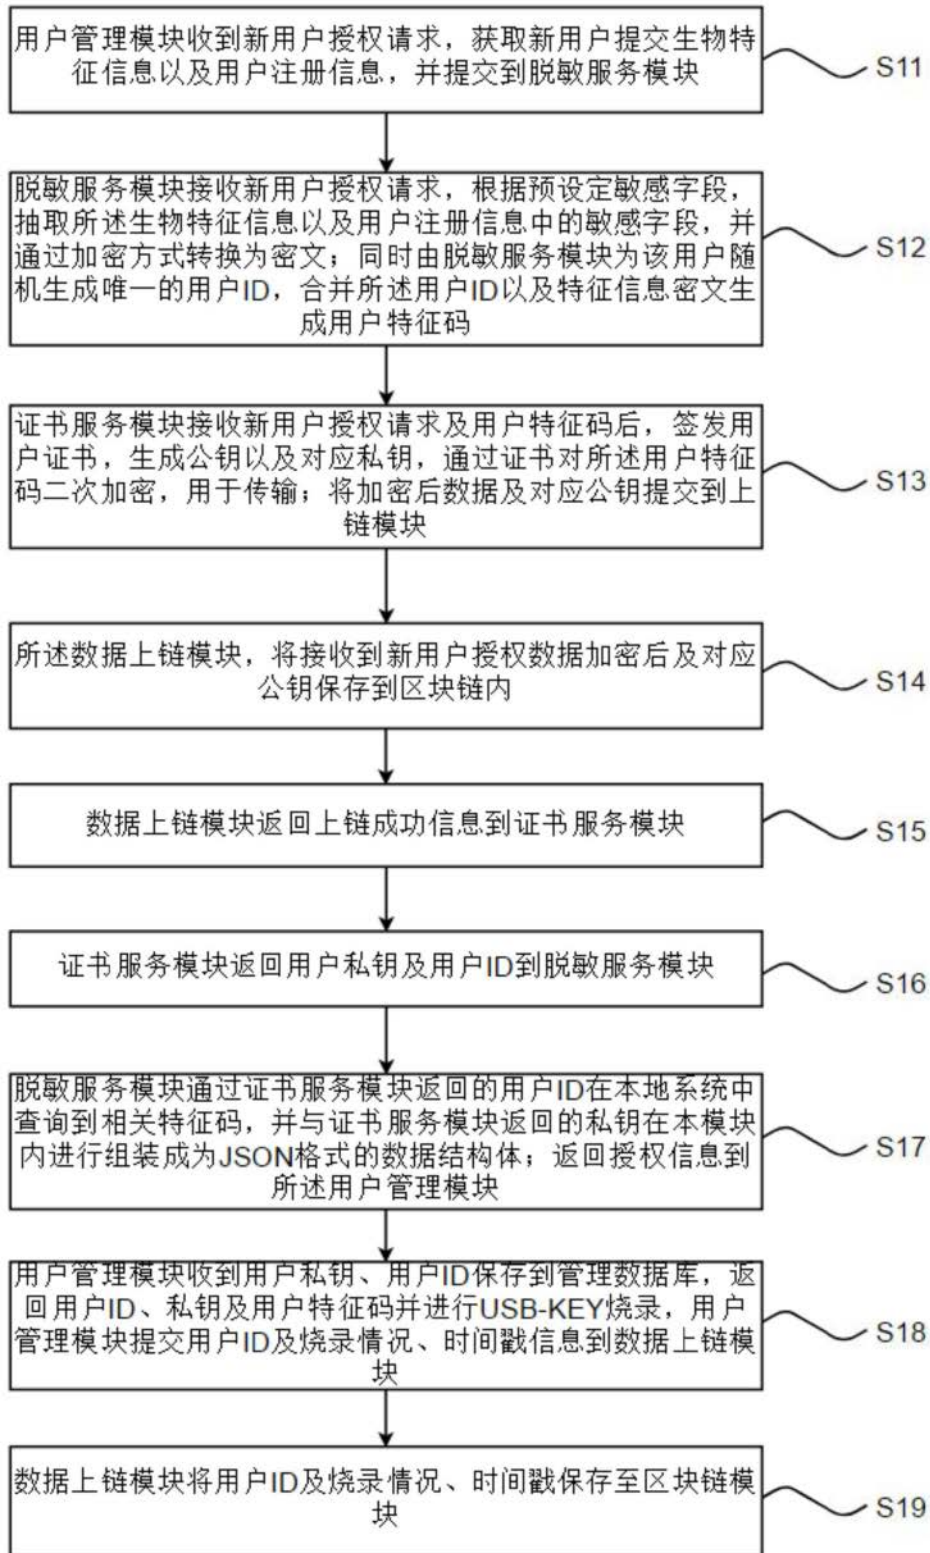 用户管理模块收到新用户授权请求，获取新用户提交生物特
征信息以及用户注册信息，并提交到脱敏服务模块
S11
脱敏服务模块接收新用户授权请求，根据预设定敏感字段，
抽取所述生物特征信息以及用户注册信息中的敏感字段，并
通过加密方式转换为密文；同时由脱敏服务模块为该用户随
机生成唯一的用户ID，合并所述用户ID以及特征信息密文生
成用户特征码
S12
证书服务模块接收新用户授权请求及用户特征码后，签发用
户证书，生成公钥以及对应私钥，通过证书对所述用户特征
码二次加密，用于传输；将加密后数据及对应公钥提交到上
链模块
S13
所述数据上链模块，将接收到新用户授权数据加密后及对应
公钥保存到区块链内
S14
数据上链模块返回上链成功信息到证书服务模块
S15
证书服务模块返回用户私钥及用户ID到脱敏服务模块
S16
脱敏服务模块通过证书服务模块返回的用户ID在本地系统中
查询到相关特征码，并与证书服务模块返回的私钥在本模块
内进行组装成为JSON格式的数据结构体；返回授权信息到
所述用户管理模块
S17
用户管理模块收到用户私钥、用户ID保存到管理数据库，返
回用户ID、私钥及用户特征码并进行USB-KEY烧录，用户
管理模块提交用户ID及烧录情况、时间戳信息到数据上链模
块
S18
数据上链模块将用户ID及烧录情况、时间戳保存至区块链模
块
S19